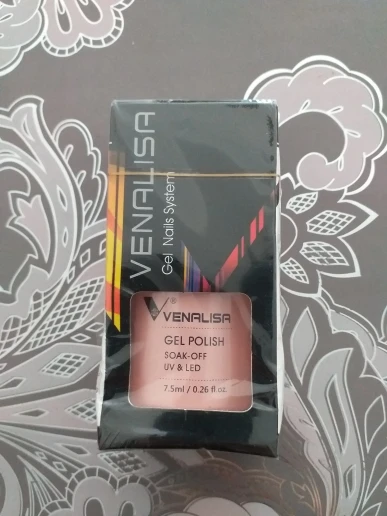 VENALISA
Gel Nails System
V®
VENALISA
GEL POLISH
SOAK-OFF
UV & LED
7.5ml / 0.26 fl oz.